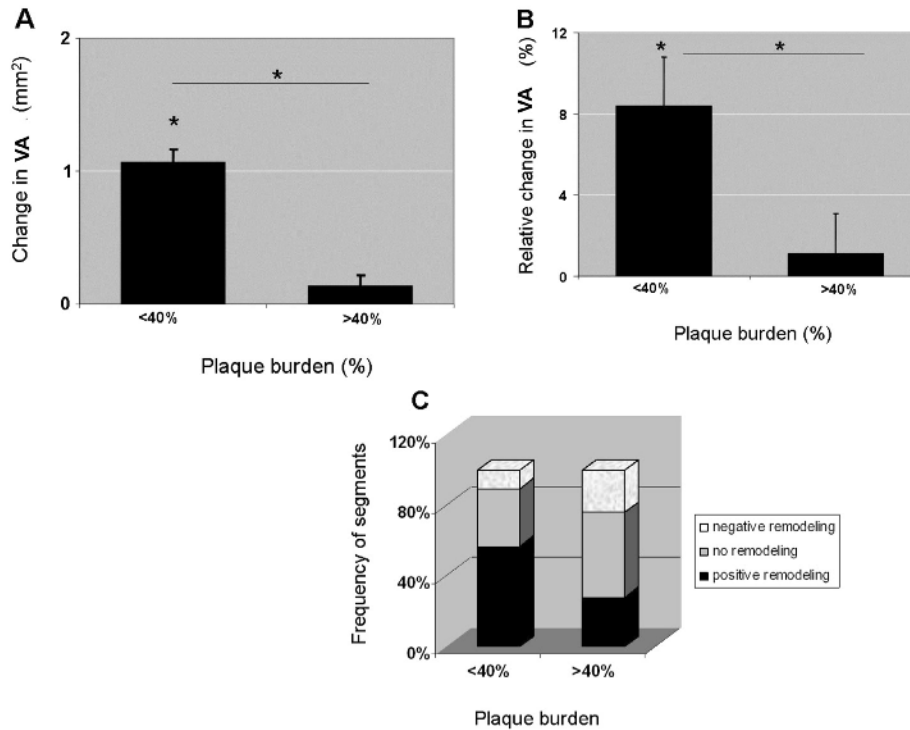 A
Change in VA . (mm²)
2
1
0
*
*
<40%
>40%
Plaque burden (%)
B
Relative change in VA (%)
12
8
4
0
*
*
<40%
>40%
Plaque burden (%)
C
Frequency of segments
120%
80%
40%
0%
<40%
>40%
Plaque burden
negative remodeling
no remodeling
positive remodeling